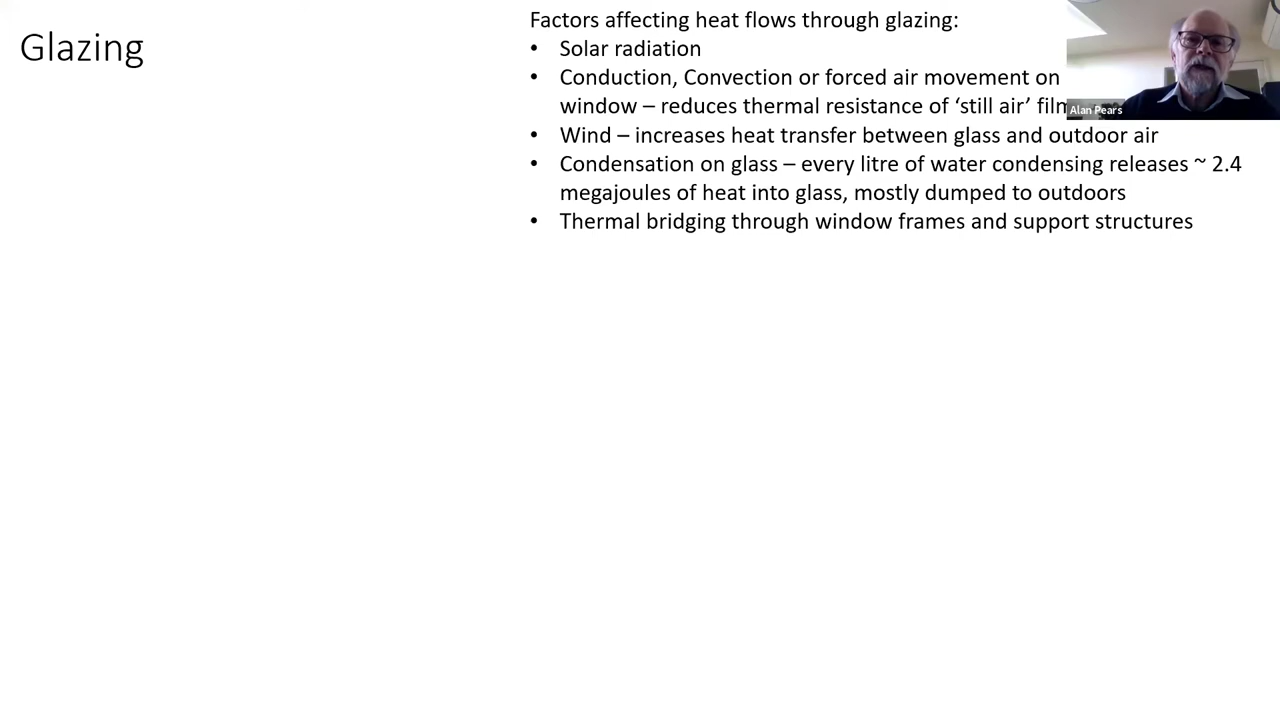 Glazing
Factors affecting heat flows through glazing:
• Solar radiation
• Conduction, Convection or forced air movement on
window – reduces thermal resistance of ‘still air’
• Wind – increases heat transfer between glass and outdoor air
• Condensation on glass – every litre of water condensing releases ~ 2.4
megajoules of heat into glass, mostly dumped to outdoors
• Thermal bridging through window frames and support structures
Alan Pears